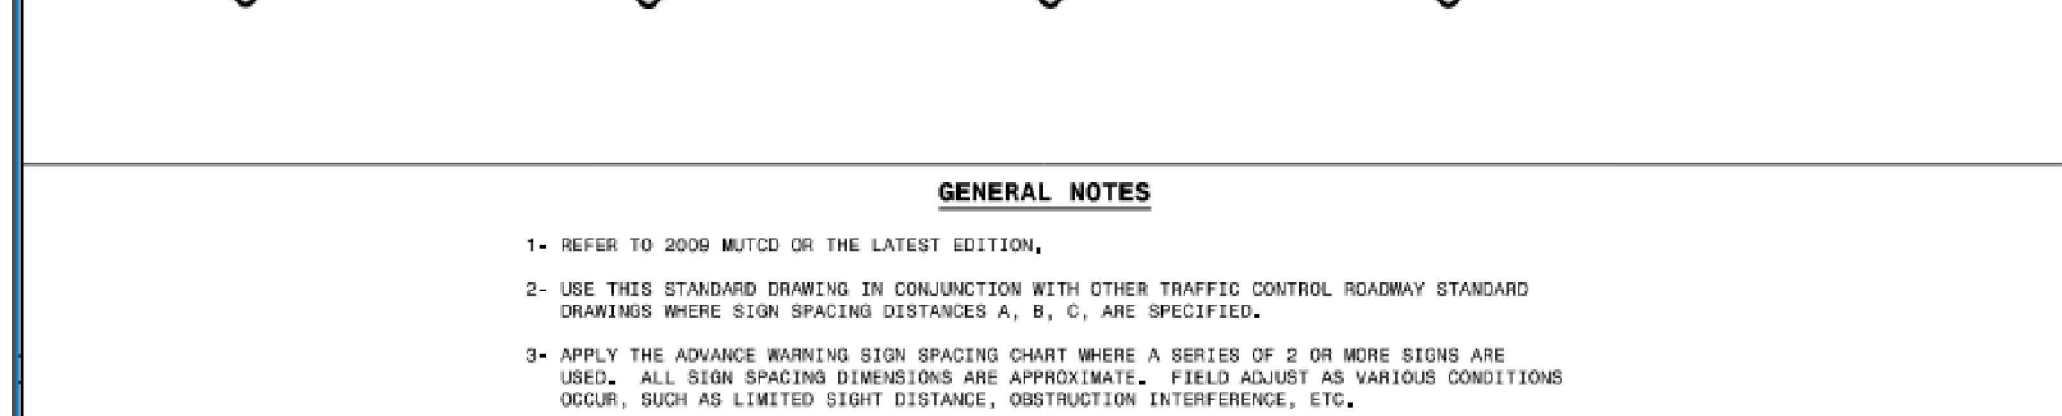 GENERAL NOTES
1- REFER TO 2009 MUTCD OR THE LATEST EDITION.
2- USE THIS STANDARD DRAWING IN CONJUNCTION WITH OTHER TRAFFIC CONTROL ROADWAY STANDARD
DRAWINGS WHERE SIGN SPACING DISTANCES A, B, C, ARE SPECIFIED.
3- APPLY THE ADVANCE WARNING SIGN SPACING CHART WHERE A SERIES OF 2 OR MORE SIGNS ARE
USED. ALL SIGN SPACING DIMENSIONS ARE APPROXIMATE. FIELD ADJUST AS VARIOUS CONDITIONS
OCCUR, SUCH AS LIMITED SIGHT DISTANCE, OBSTRUCTION INTERFERENCE, ETC.